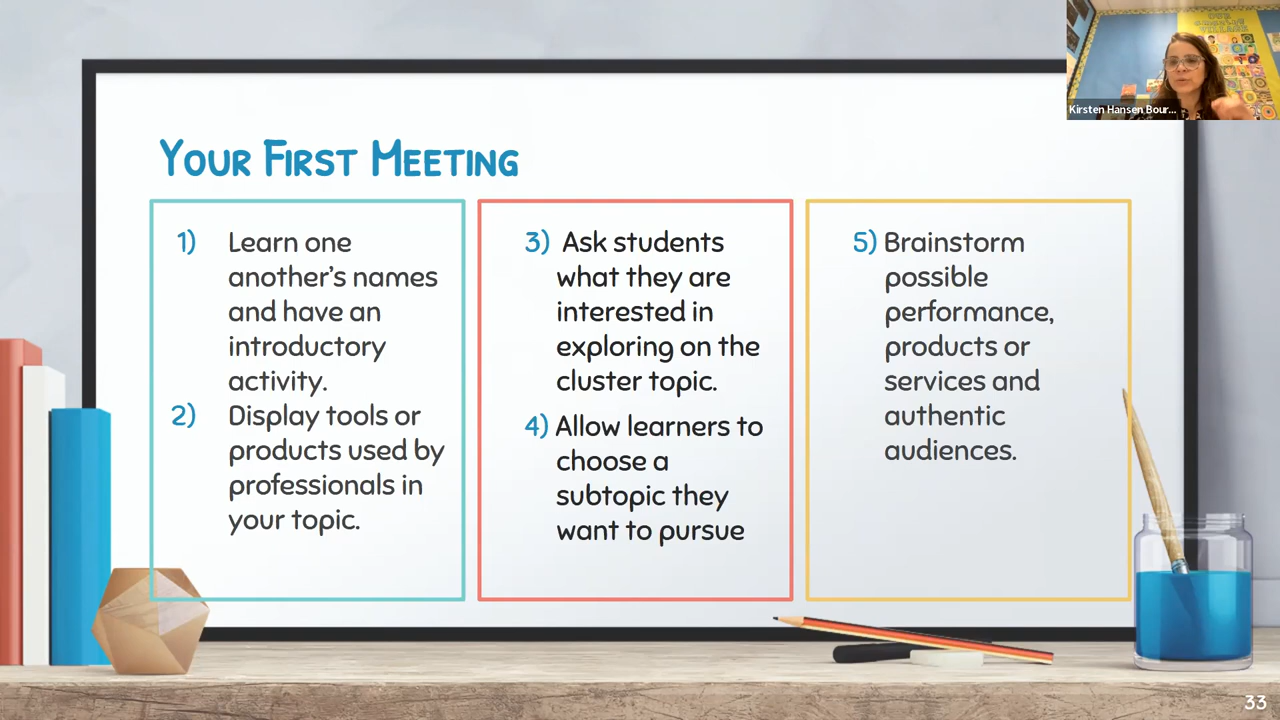 Kirsten Hansen Bour...
Your First Meeting
1) Learn one
another's names
and have an
introductory
activity.
2) Display tools or
products used by
professionals in
your topic.
3) Ask students
what they are
interested in
exploring on the
cluster topic.
4) Allow learners to
choose a
subtopic they
want to pursue
5) Brainstorm
possible
performance,
products or
services and
authentic
audiences.
33